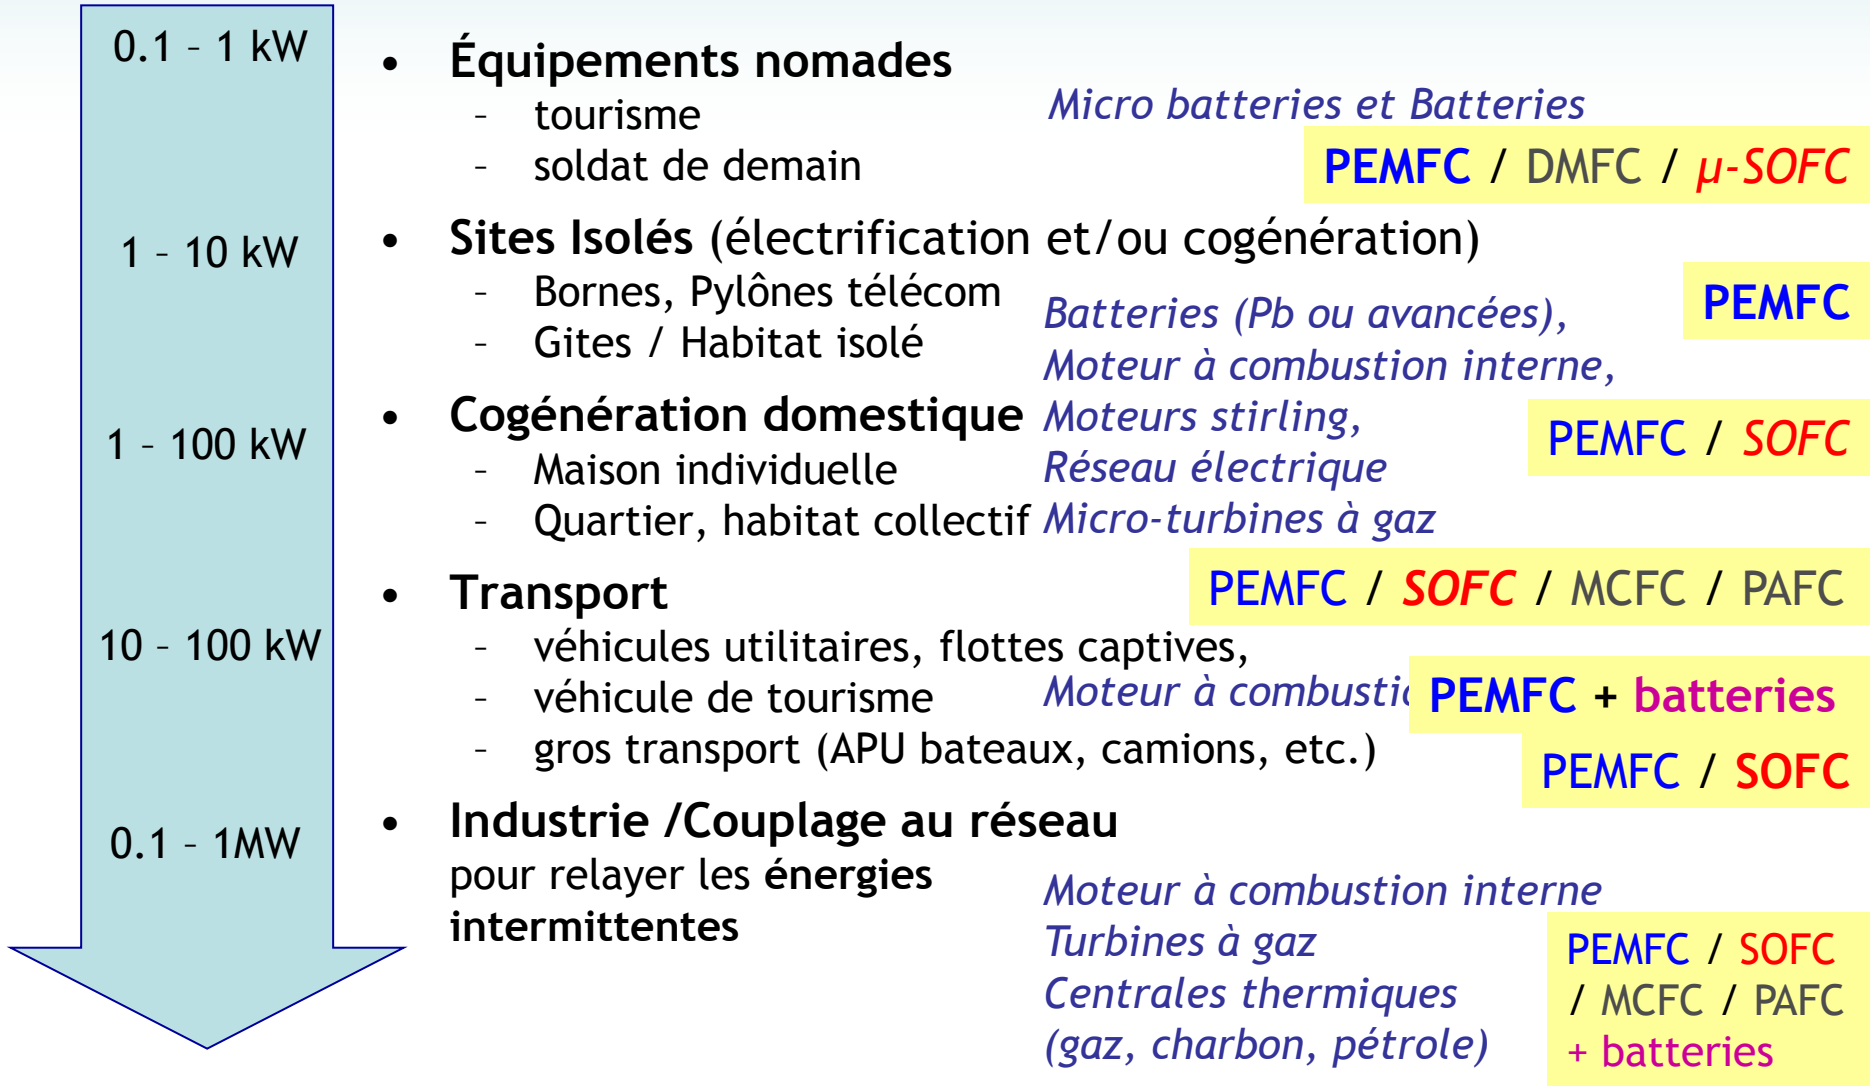 0.1 – 1 kW
• Équipements nomades
– tourisme
– soldat de demain
Micro batteries et Batteries
PEMFC / DMFC / µ-SOFC
1 – 10 kW
• Sites Isolés (électrification et/ou cogénération)
– Bornes, Pylônes télécom
– Gites / Habitat isolé
PEMFC
Batteries (Pb ou avancées),
Moteur à combustion interne,
Moteurs stirling,
Réseau électrique
Micro-turbines à gaz
1 – 100 kW
• Cogénération domestique
– Maison individuelle
– Quartier, habitat collectif
PEMFC / SOFC
PEMFC / SOFC / MCFC / PAFC
10 – 100 kW
• Transport
– véhicules utilitaires, flottes captives,
– véhicule de tourisme
– gros transport (APU bateaux, camions, etc.)
Moteur à
PEMFC + batteries
PEMFC / SOFC
0.1 – 1MW
• Industrie /Couplage au réseau
pour relayer les énergies
intermittentes
Moteur à combustion interne
Turbines à gaz
Centrales thermiques
(gaz, charbon, pétrole)
PEMFC / SOFC
/ MCFC / PAFC
+ batteries